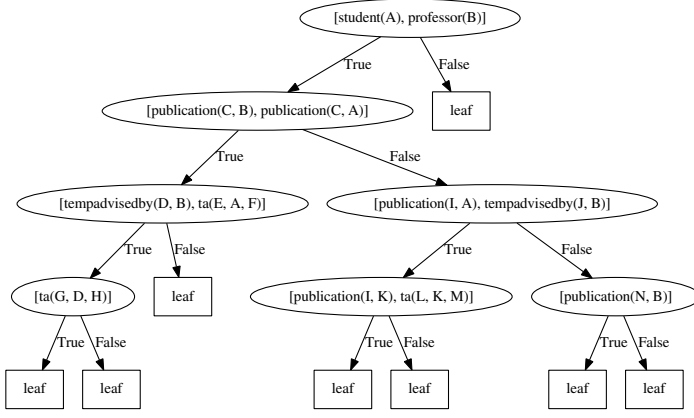 [student(A), professor(B)]
True
False
[publication(C, B), publication(C, A)]
leaf
True
False
[tempadvisedby(D, B), ta(E, A, F)]
[publication(I, A), tempadvisedby(J, B)]
True
False
True
False
[ta(G, D, H)]
leaf
[publication(I, K), ta(L, K, M)]
[publication(N, B)]
True
False
True
False
True
False
leaf
leaf
leaf
leaf
leaf
leaf